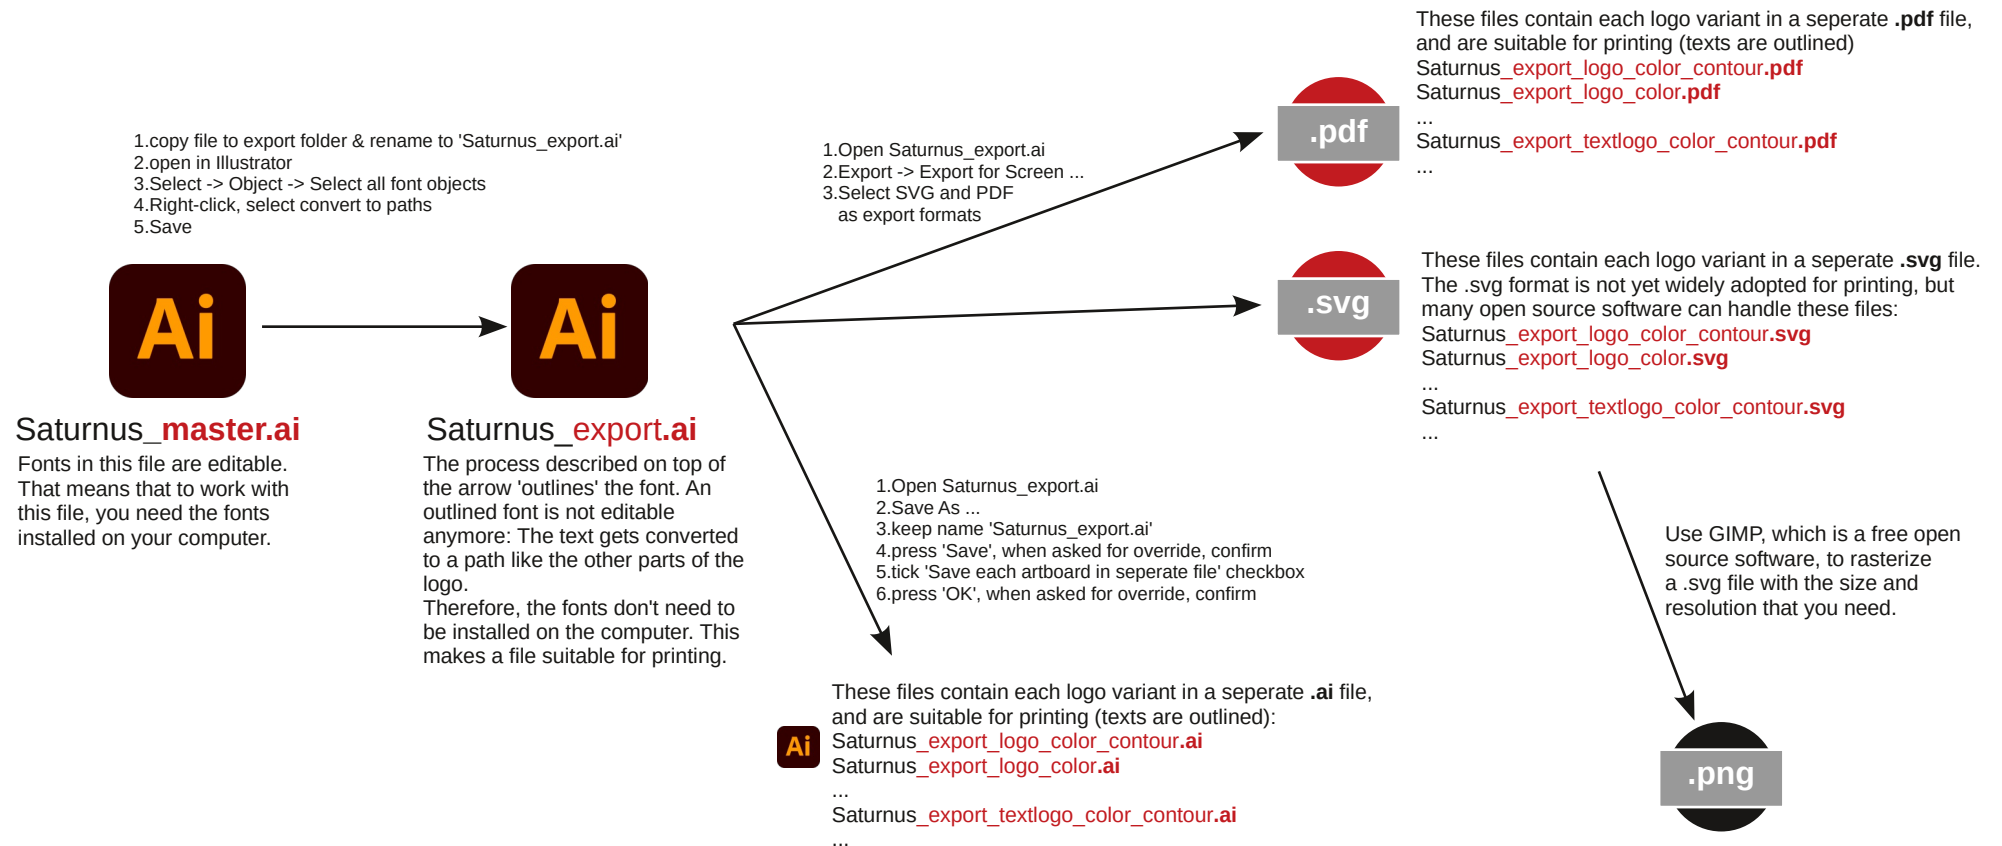 1.copy file to export folder & rename to 'Saturnus_export.ai'
2.open in Illustrator
3.Select -> Object -> Select all font objects
4.Right-click, select convert to paths
5.Save
Ai
Saturnus_master.ai
Fonts in this file are editable.
That means that to work with
this file, you need the fonts
installed on your computer.
Ai
Saturnus_export.ai
The process described on top of
the arrow 'outlines' the font. An
outlined font is not editable
anymore: The text gets converted
to a path like the other parts of the
logo.
Therefore, the fonts don't need to
be installed on the computer. This
makes a file suitable for printing.
1.Open Saturnus_export.ai
2.Export -> Export for Screen ...
3.Select SVG and PDF
as export formats
.pdf
These files contain each logo variant in a seperate .pdf file,
and are suitable for printing (texts are outlined)
Saturnus_export_logo_color_contour.pdf
Saturnus_export_logo_color.pdf
...
Saturnus_export_textlogo_color_contour.pdf
...
.svg
These files contain each logo variant in a seperate .svg file.
The .svg format is not yet widely adopted for printing, but
many open source software can handle these files:
Saturnus_export_logo_color_contour.svg
Saturnus_export_logo_color.svg
...
Saturnus_export_textlogo_color_contour.svg
...
1.Open Saturnus_export.ai
2.Save As ...
3.keep name 'Saturnus_export.ai'
4.press 'Save', when asked for override, confirm
5.tick 'Save each artboard in seperate file' checkbox
6.press 'OK', when asked for override, confirm
Ai
These files contain each logo variant in a seperate .ai file,
and are suitable for printing (texts are outlined):
Saturnus_export_logo_color_contour.ai
Saturnus_export_logo_color.ai
...
Saturnus_export_textlogo_color_contour.ai
...
Use GIMP, which is a free open
source software, to rasterize
a .svg file with the size and
resolution that you need.
.png